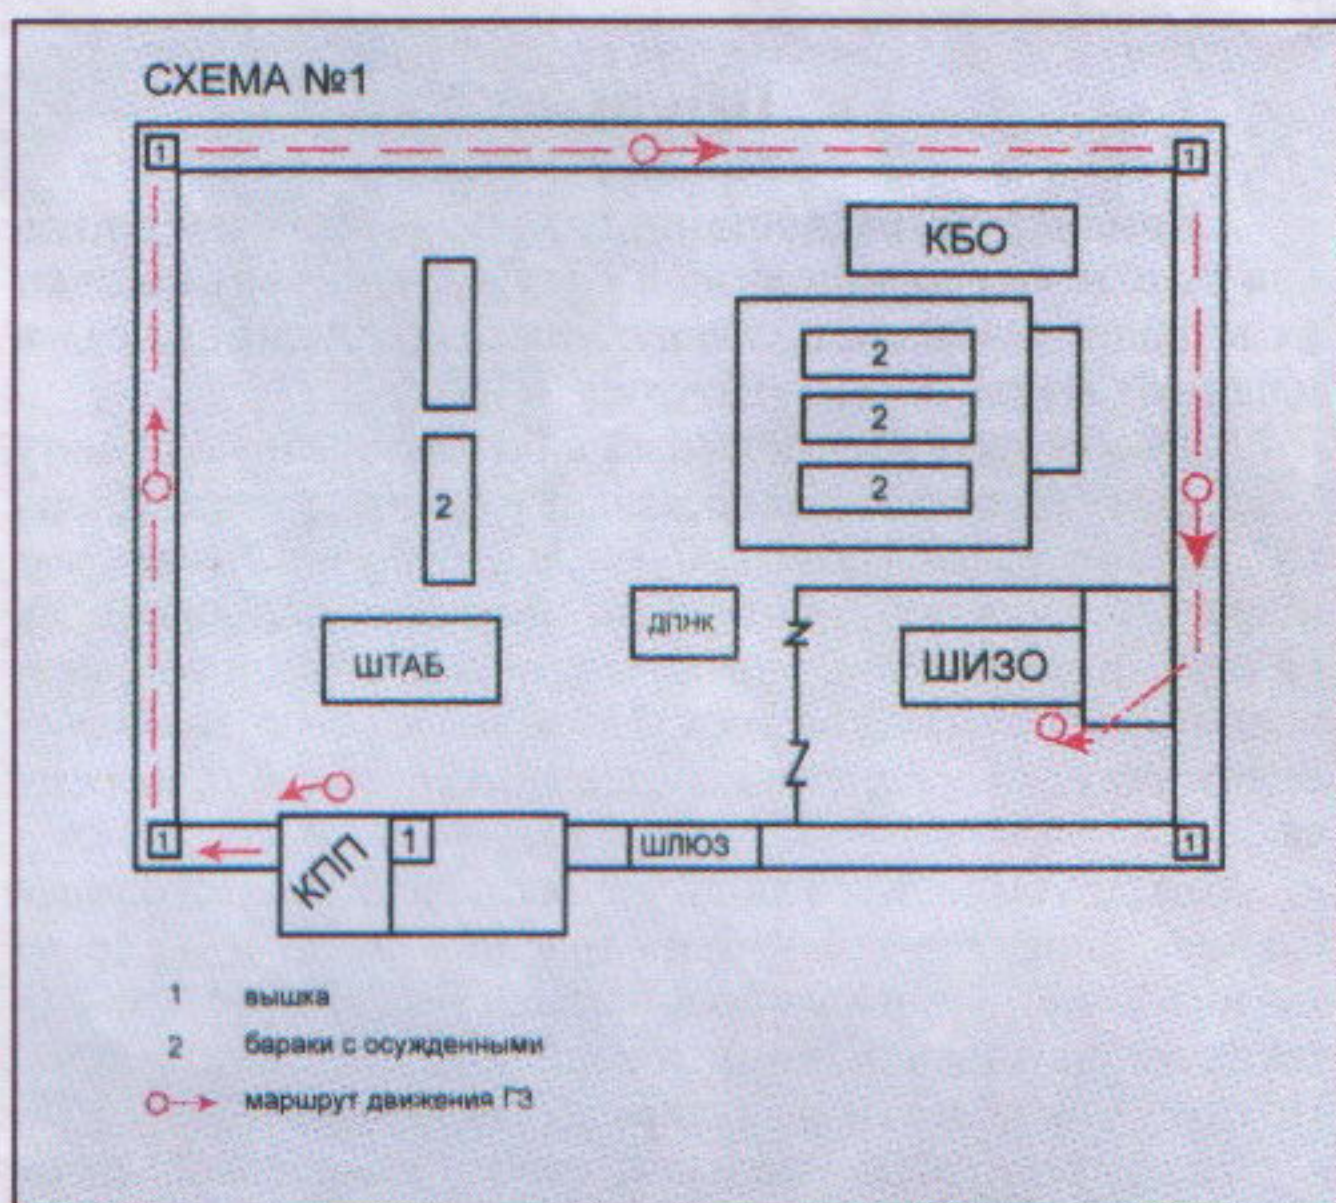 СХЕМА №1
1
1
КБО
2
2
2
2
ДПНК
ШТАБ
ШИЗО
1
КПП
1
ШЛЮЗ
1
1 вышка
2 бараки с осужденными
маршрут движения ГЗ